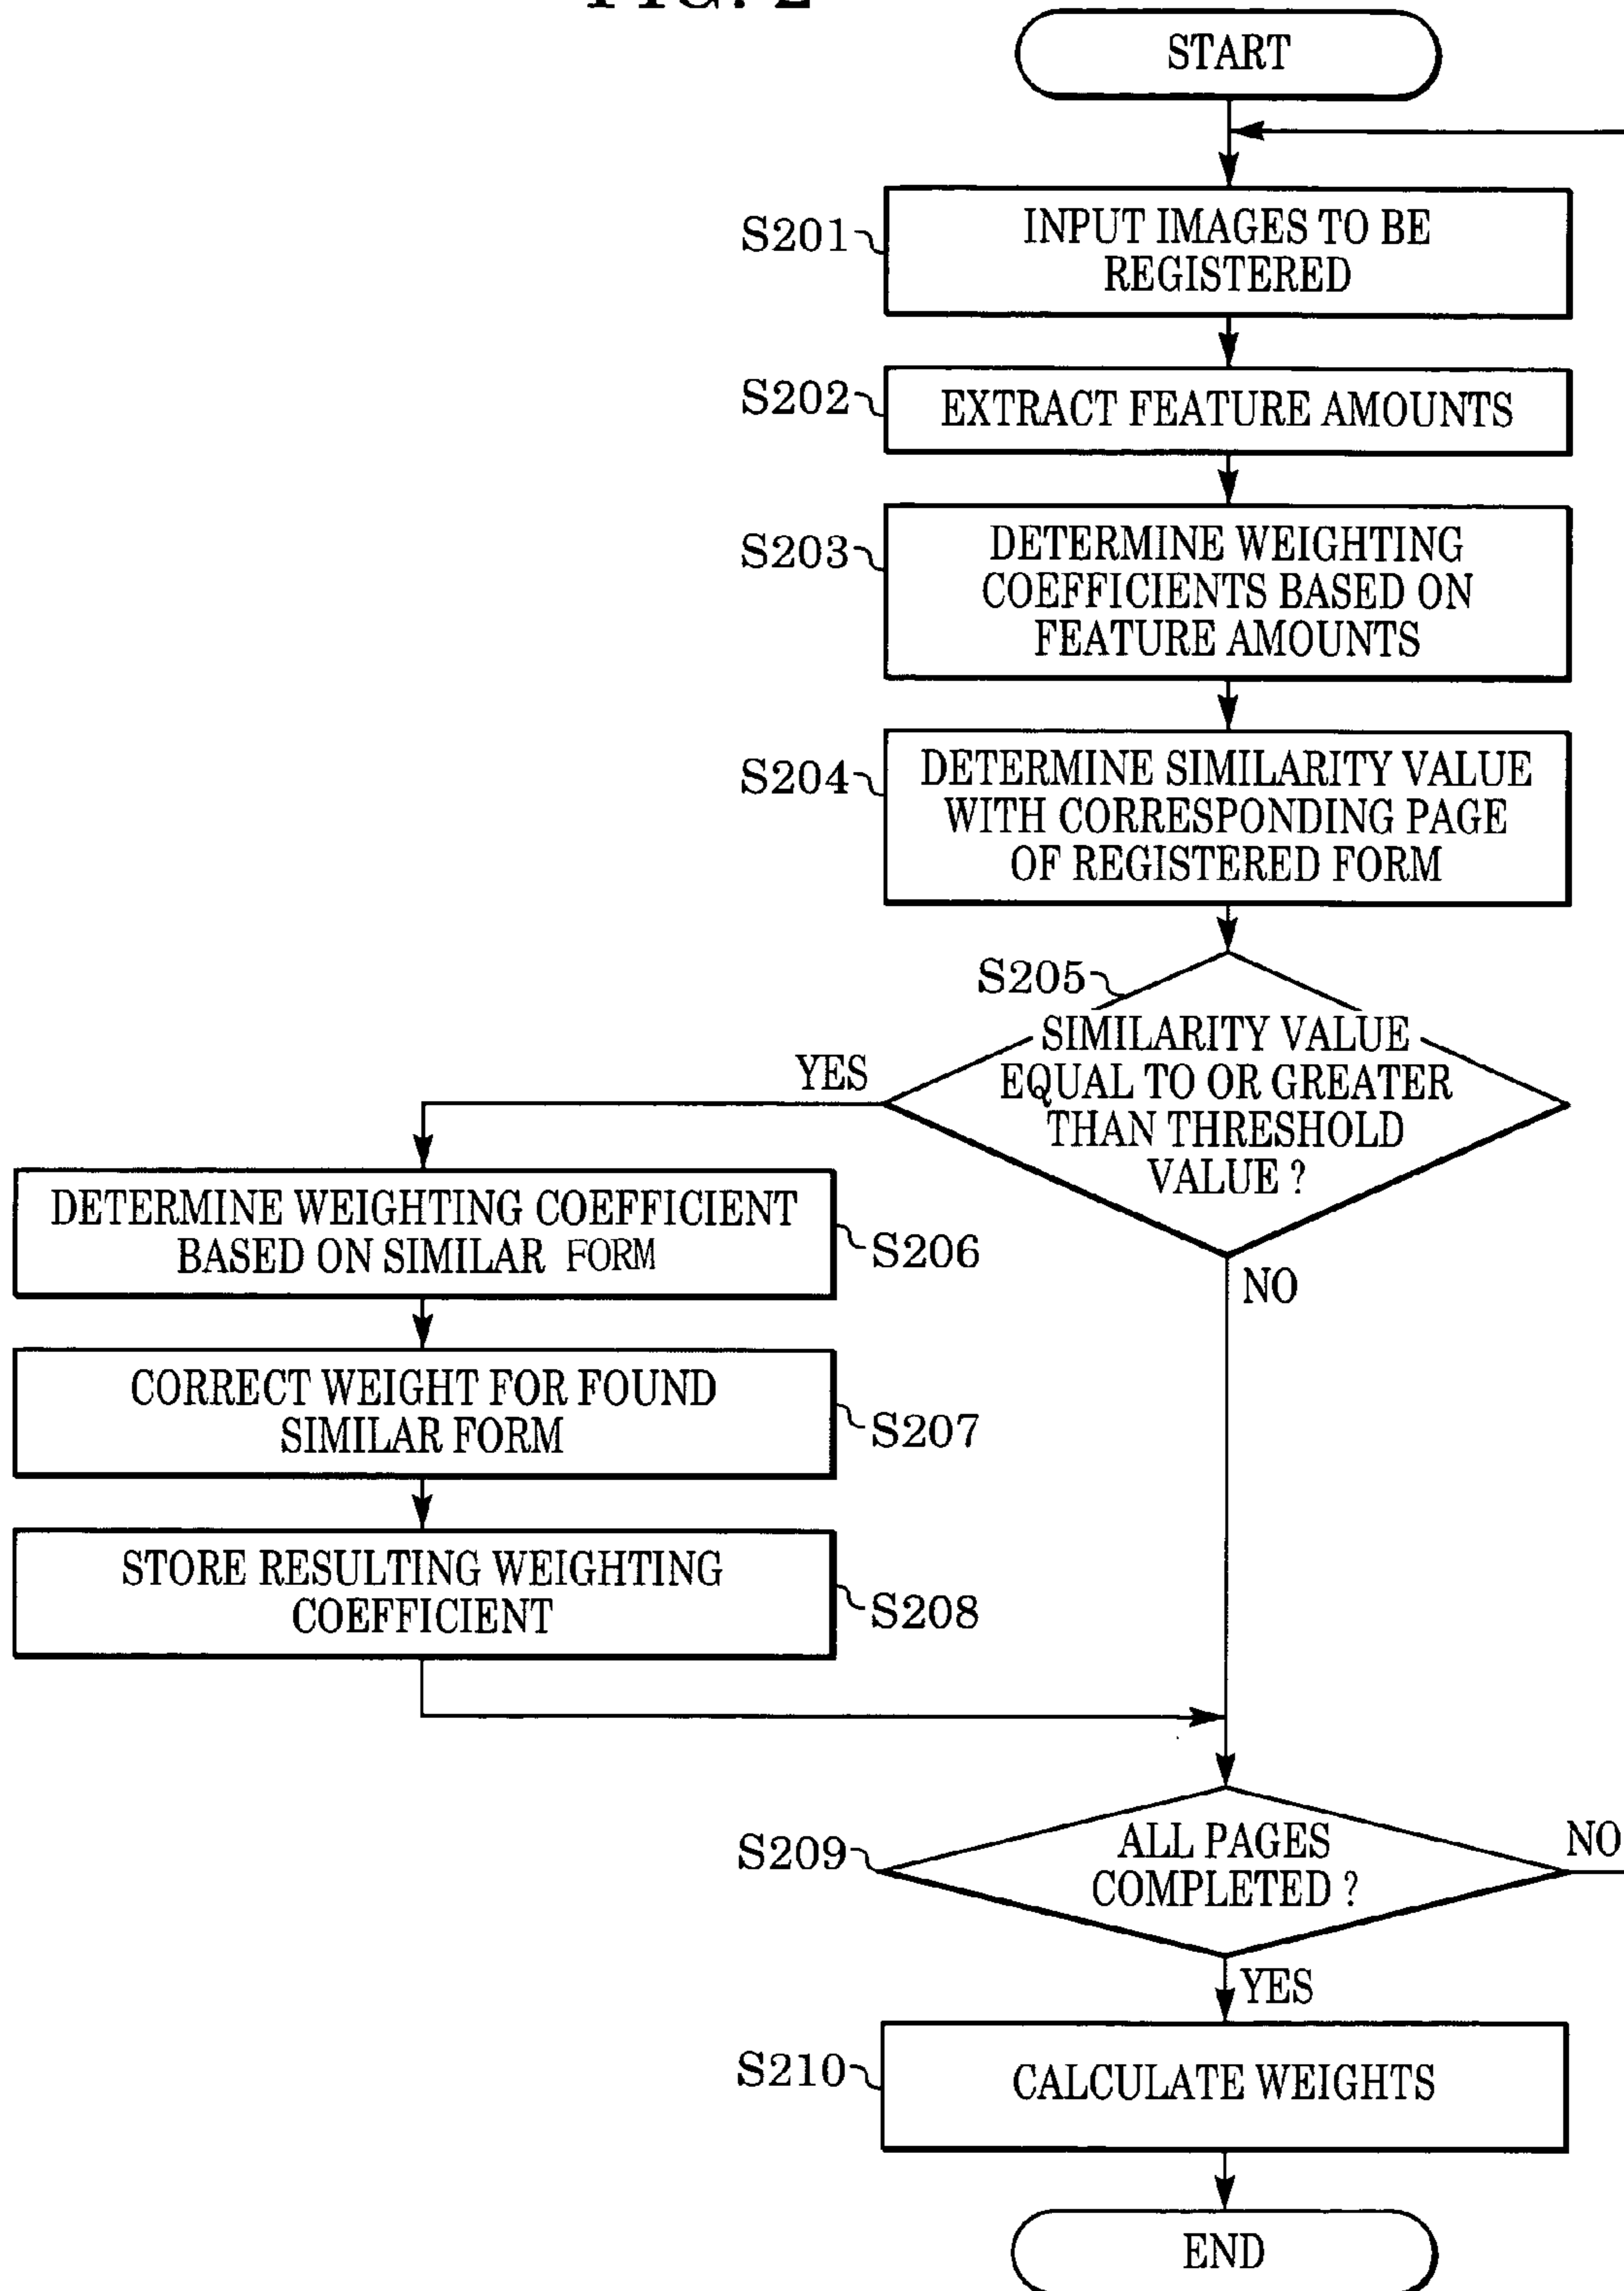 FIG. 2
START
S201
INPUT IMAGES TO BE
REGISTERED
S202
EXTRACT FEATURE AMOUNTS
S203
DETERMINE WEIGHTING
COEFFICIENTS BASED ON
FEATURE AMOUNTS
S204
DETERMINE SIMILARITY VALUE
WITH CORRESPONDING PAGE
OF REGISTERED FORM
S205
SIMILARITY VALUE
EQUAL TO OR GREATER
THAN THRESHOLD
VALUE ?
YES
NO
DETERMINE WEIGHTING COEFFICIENT
BASED ON SIMILAR FORM
S206
CORRECT WEIGHT FOR FOUND
SIMILAR FORM
S207
STORE RESULTING WEIGHTING
COEFFICIENT
S208
S209
ALL PAGES
COMPLETED ?
NO
YES
S210
CALCULATE WEIGHTS
END